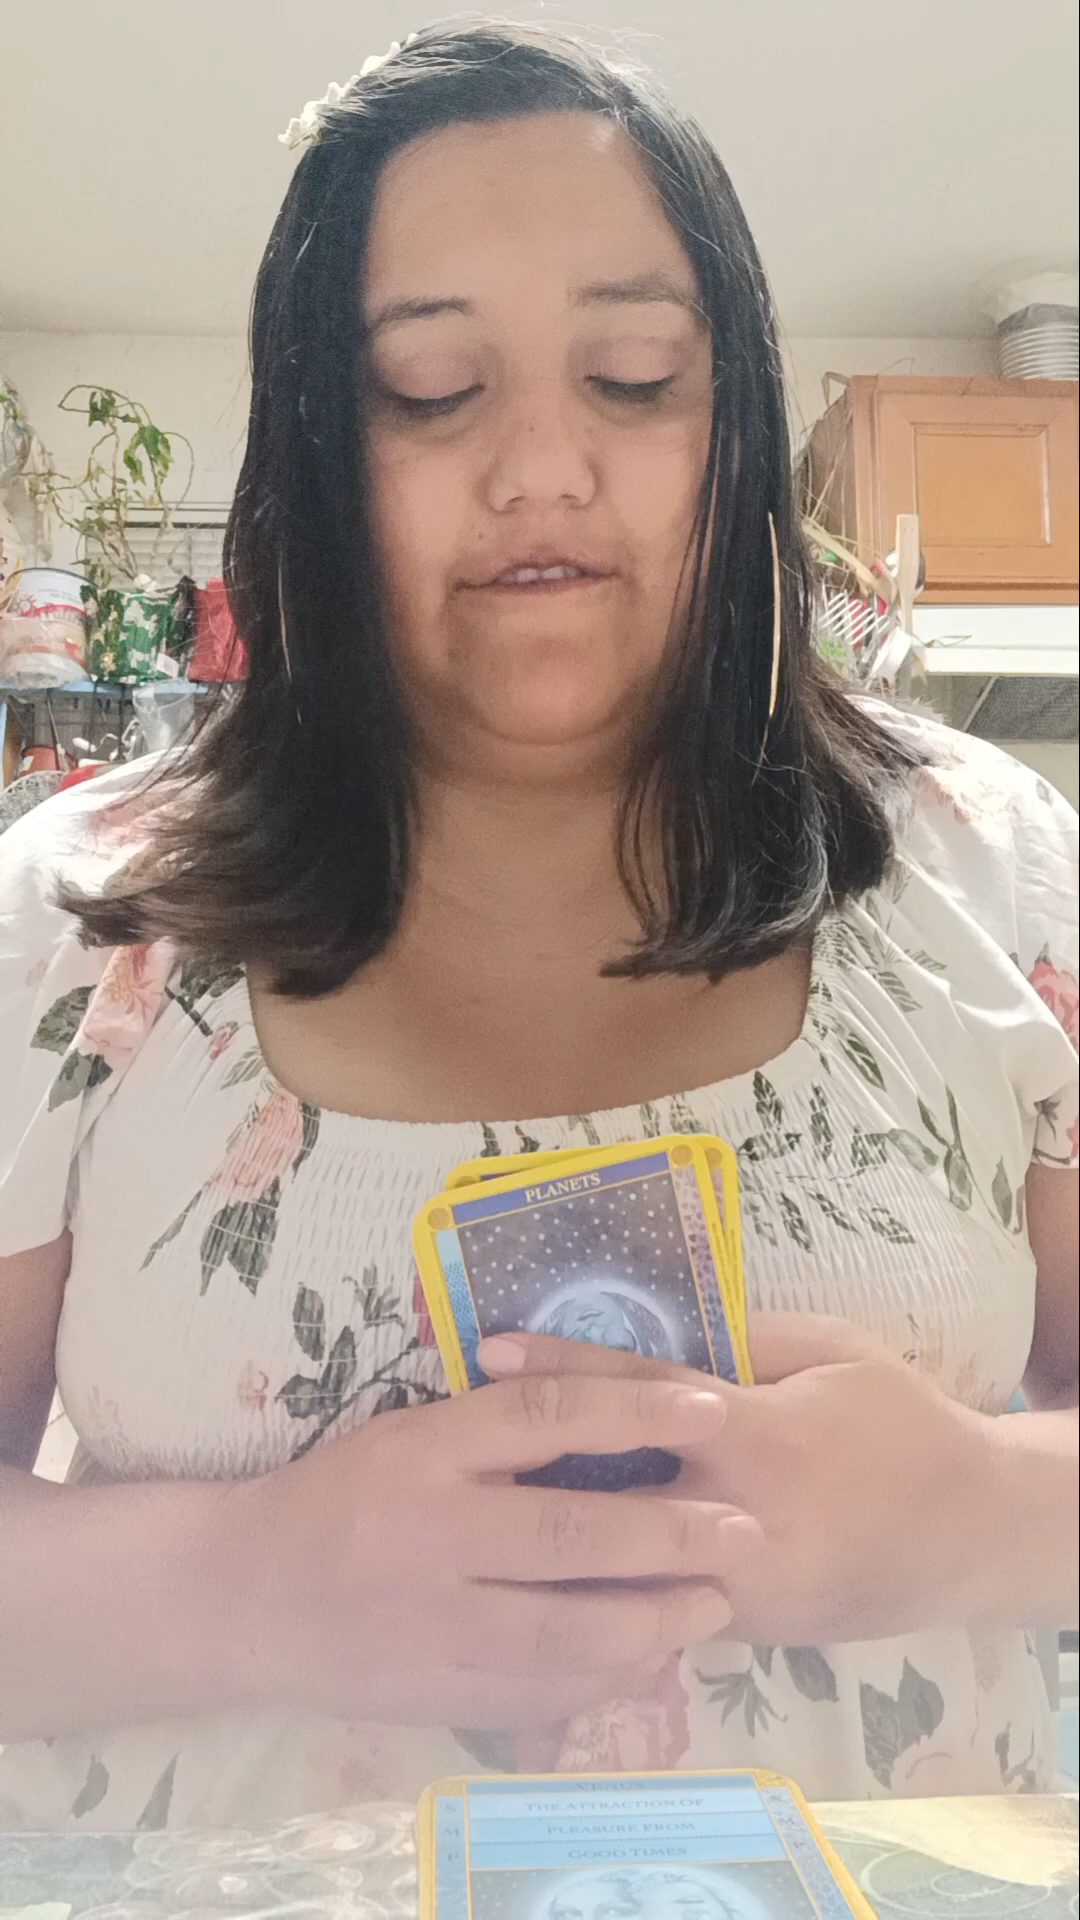 PLANETS
VENUS
S THE ATTRACTION OF S
M PLEASURE FROM M
P GOOD TIMES P